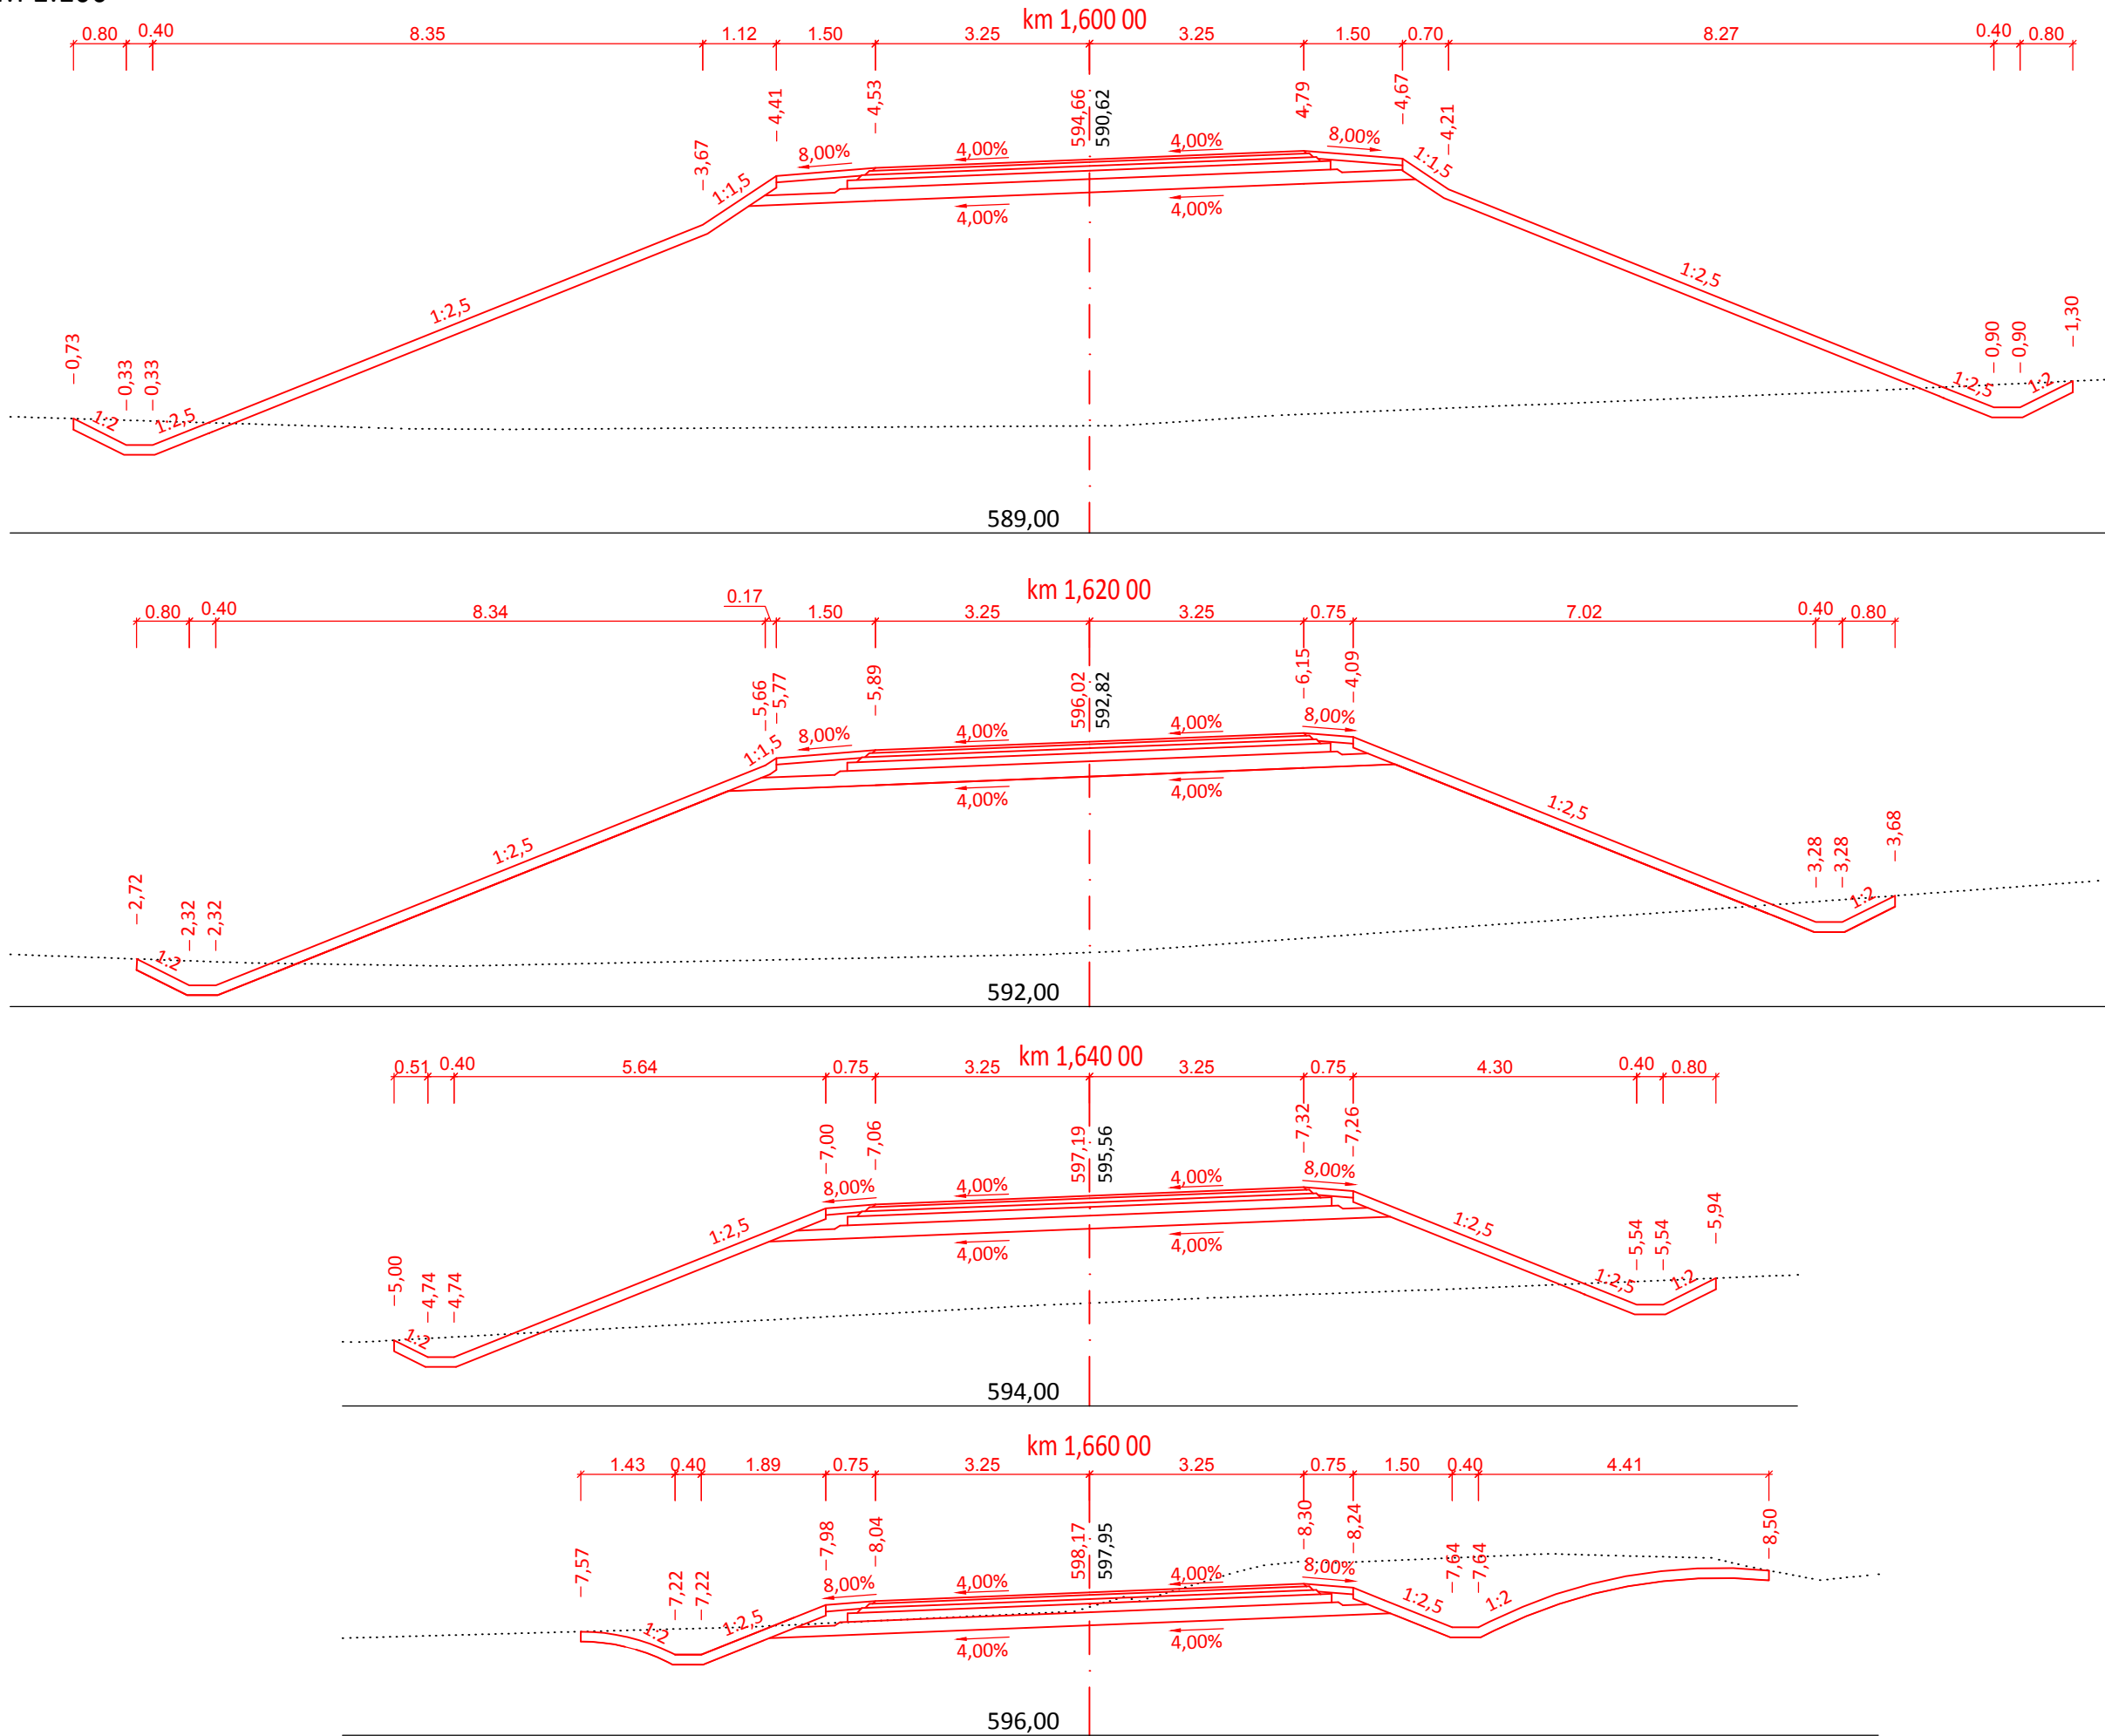 km 1,600 00
0.80 0.40 8.35 1.12 1.50 3.25 3.25 1.50 0.70 8.27 0.40 0.80
0,73 0,33 0,33 3,67 4,41 4,53 594,66 590,62 4,79 4,67 4,21 0,90 0,90 1,30
1:2 1:2,5 1:2,5 1:1,5 8,00% 4,00% 4,00% 8,00% 1:1,5 1:2,5 1:2,5 1:2
4,00% 4,00%
589,00
km 1,620 00
0.80 0.40 8.34 0.17 1.50 3.25 3.25 0.75 7.02 0.40 0.80
2,72 2,32 2,32 5,66 5,77 5,89 596,02 592,82 6,15 4,09 3,28 3,28 3,68
1:2 1:2,5 1:1,5 8,00% 4,00% 4,00% 8,00% 1:2,5 1:2
4,00% 4,00%
592,00
km 1,640 00
0.51 0.40 5.64 0.75 3.25 3.25 0.75 4.30 0.40 0.80
5,00 4,74 4,74 7,00 7,06 597,19 595,56 7,32 7,26 5,54 5,54 5,94
1:2 1:2,5 8,00% 4,00% 4,00% 8,00% 1:2,5 1:2,5 1:2
4,00% 4,00%
594,00
km 1,660 00
1.43 0.40 1.89 0.75 3.25 3.25 0.75 1.50 0.40 4.41
7,57 7,22 7,22 7,98 8,04 598,17 597,95 8,30 8,24 7,64 7,64 8,50
1:2 1:2,5 8,00% 4,00% 4,00% 8,00% 1:2,5 1:2
4,00% 4,00%
596,00